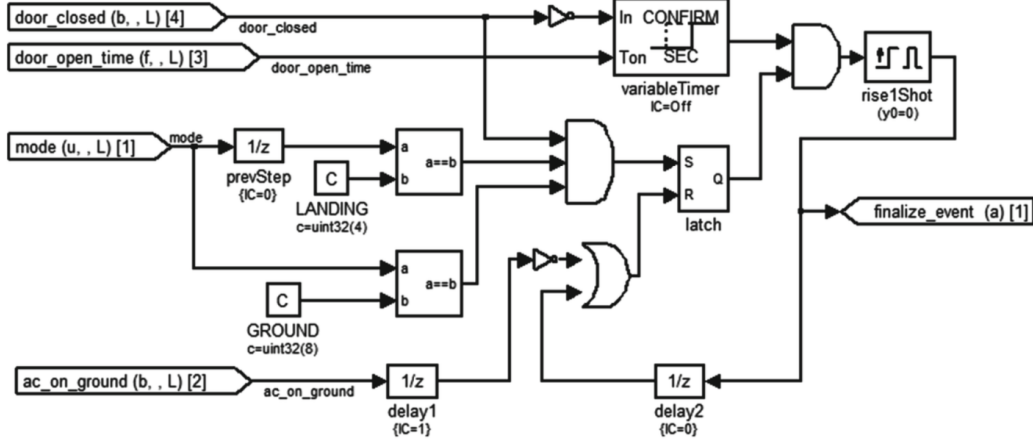 door_closed (b, , L) [4]
door_closed
door_open_time (f, , L) [3]
door_open_time
In
CONFIRM
Ton
SEC
variableTimer
IC=Off
rise1Shot
(y0=0)
mode (u, , L) [1]
mode
1/z
prevStep
{IC=0}
a
b
a==b
C
LANDING
c=uint32(4)
S
R
Q
latch
finalize_event (a) [1]
a
b
a==b
C
GROUND
c=uint32(8)
ac_on_ground (b, , L) [2]
ac_on_ground
1/z
delay1
{IC=1}
1/z
delay2
{IC=0}